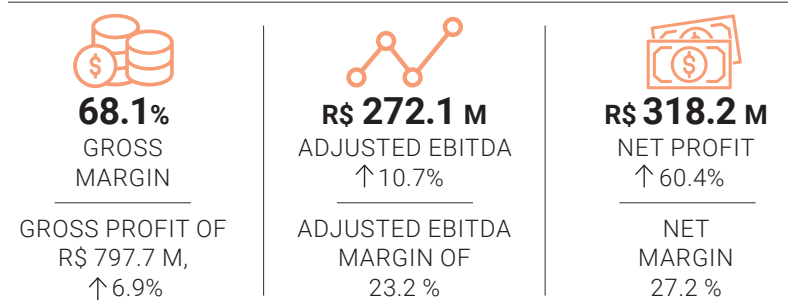 68.1%
GROSS
MARGIN
GROSS PROFIT OF
R$ 797.7 M,
↑ 6.9%
R$ 272.1 M
ADJUSTED EBITDA
↑ 10.7%
ADJUSTED EBITDA
MARGIN OF
23.2 %
R$ 318.2 M
NET PROFIT
↑ 60.4%
NET
MARGIN
27.2 %